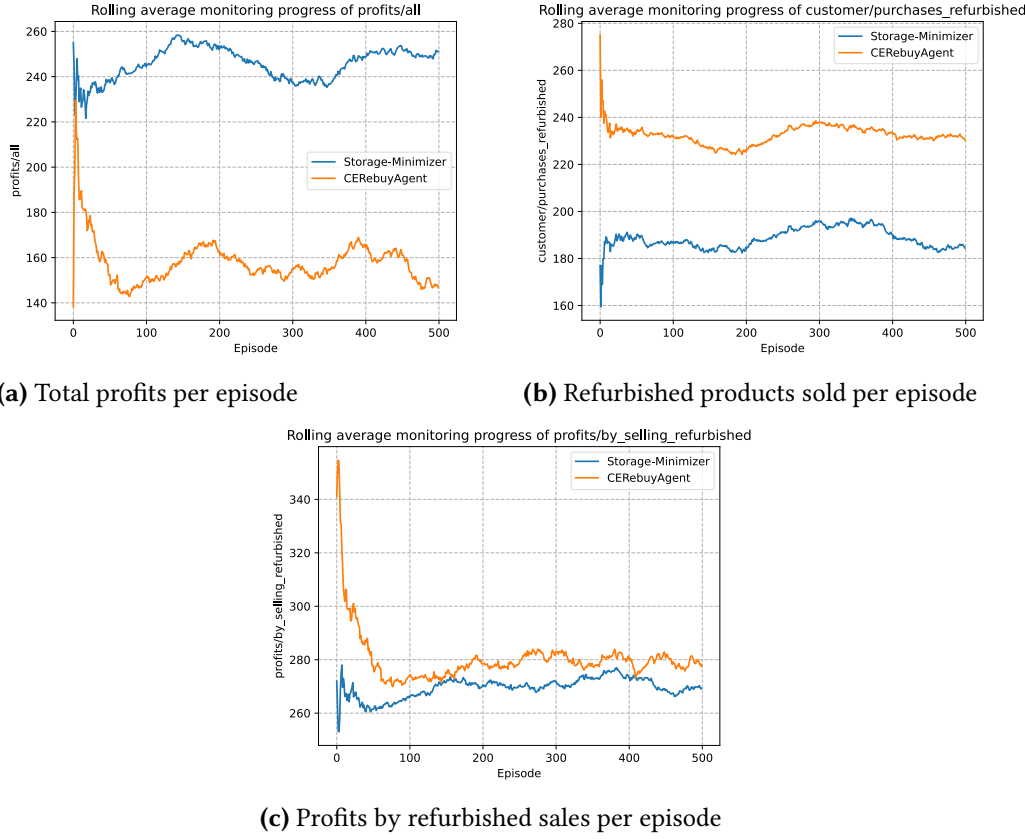 Rolling average monitoring progress of profits/all
profits/all
260
240
220
200
180
160
140
Storage-Minimizer
CERebuyAgent
0
100
200
300
400
500
Episode
(a) Total profits per episode
Rolling average monitoring progress of customer/purchases_refurbished
customer/purchases_refurbished
280
260
240
220
200
180
160
Storage-Minimizer
CERebuyAgent
0
100
200
300
400
500
Episode
(b) Refurbished products sold per episode
Rolling average monitoring progress of profits/by_selling_refurbished
profits/by_selling_refurbished
340
320
300
280
260
Storage-Minimizer
CERebuyAgent
0
100
200
300
400
500
Episode
(c) Profits by refurbished sales per episode